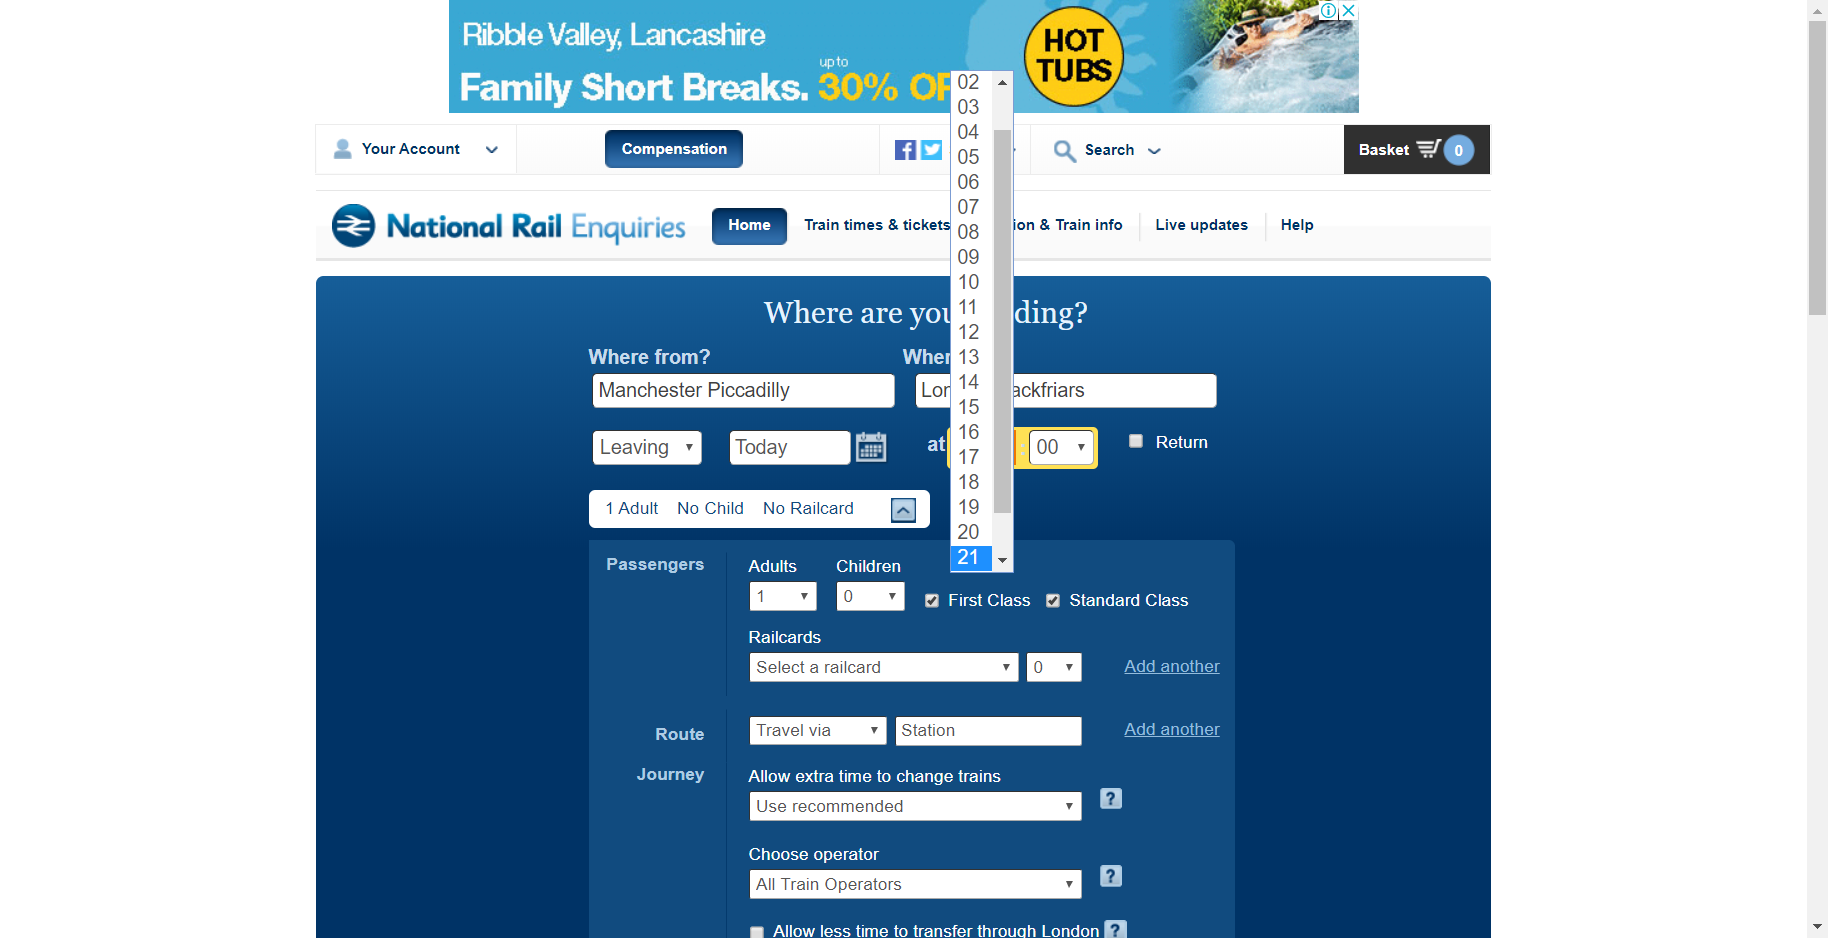 Ribble Valley, Lancashire
up to
Family Short Breaks. 30% OF
HOT
TUBS
Your Account
Compensation
Search
Basket
0
National Rail Enquiries
Home
Train times & tickets
ion & Train info
Live updates
Help
Where are you ding?
Where from?
Wher
Manchester Piccadilly
Lon ackfriars
Leaving
Today
at
00
Return
02
03
04
05
06
07
08
09
10
11
12
13
14
15
16
17
18
19
20
21
1 Adult No Child No Railcard
Passengers
Adults
Children
1
0
First Class
Standard Class
Railcards
Select a railcard
0
Add another
Route
Travel via
Station
Add another
Journey
Allow extra time to change trains
Use recommended
?
Choose operator
All Train Operators
?
Allow less time to transfer through London ?